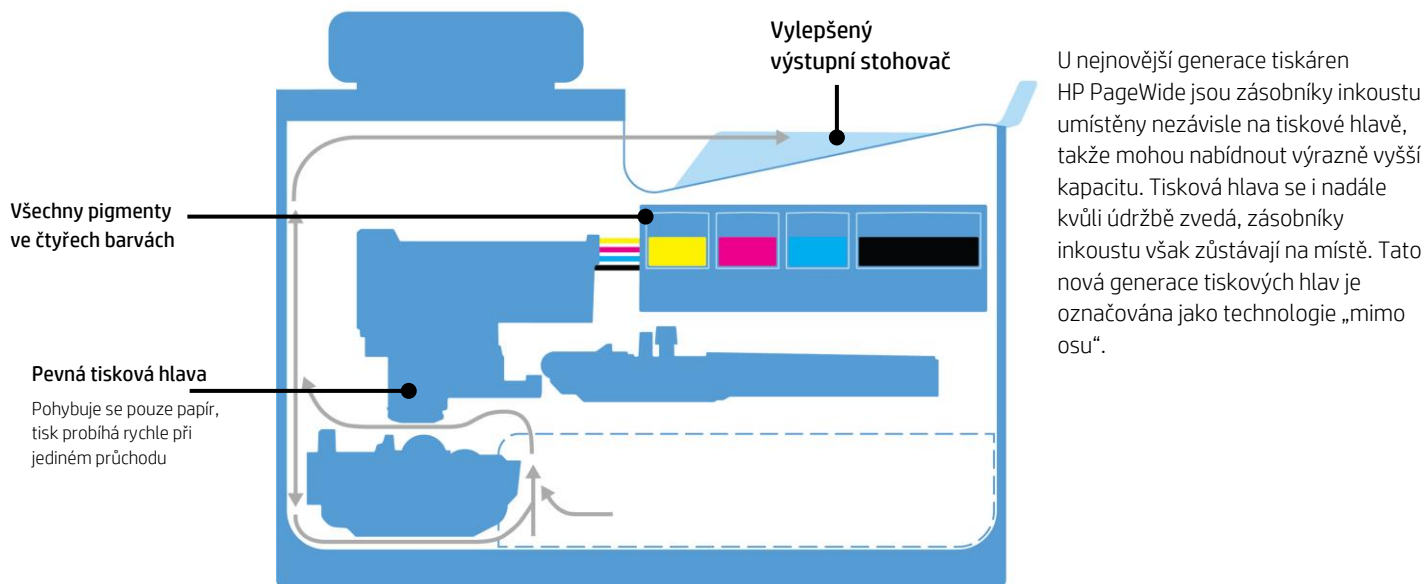 Vylepšený
výstupní stohovač
U nejnovější generace tiskáren
HP PageWide jsou zásobníky inkoustu
umístěny nezávisle na tiskové hlavě,
takže mohou nabídnout výrazně vyšší
kapacitu. Tisková hlava se i nadále
kvůli údržbě zvedá, zásobníky
inkoustu však zůstávají na místě. Tato
nová generace tiskových hlav je
označována jako technologie „mimo
osu“.
Všechny pigmenty
ve čtyřech barvách
Pevná tisková hlava
Pohybuje se pouze papír,
tisk probíhá rychle při
jediném průchodu